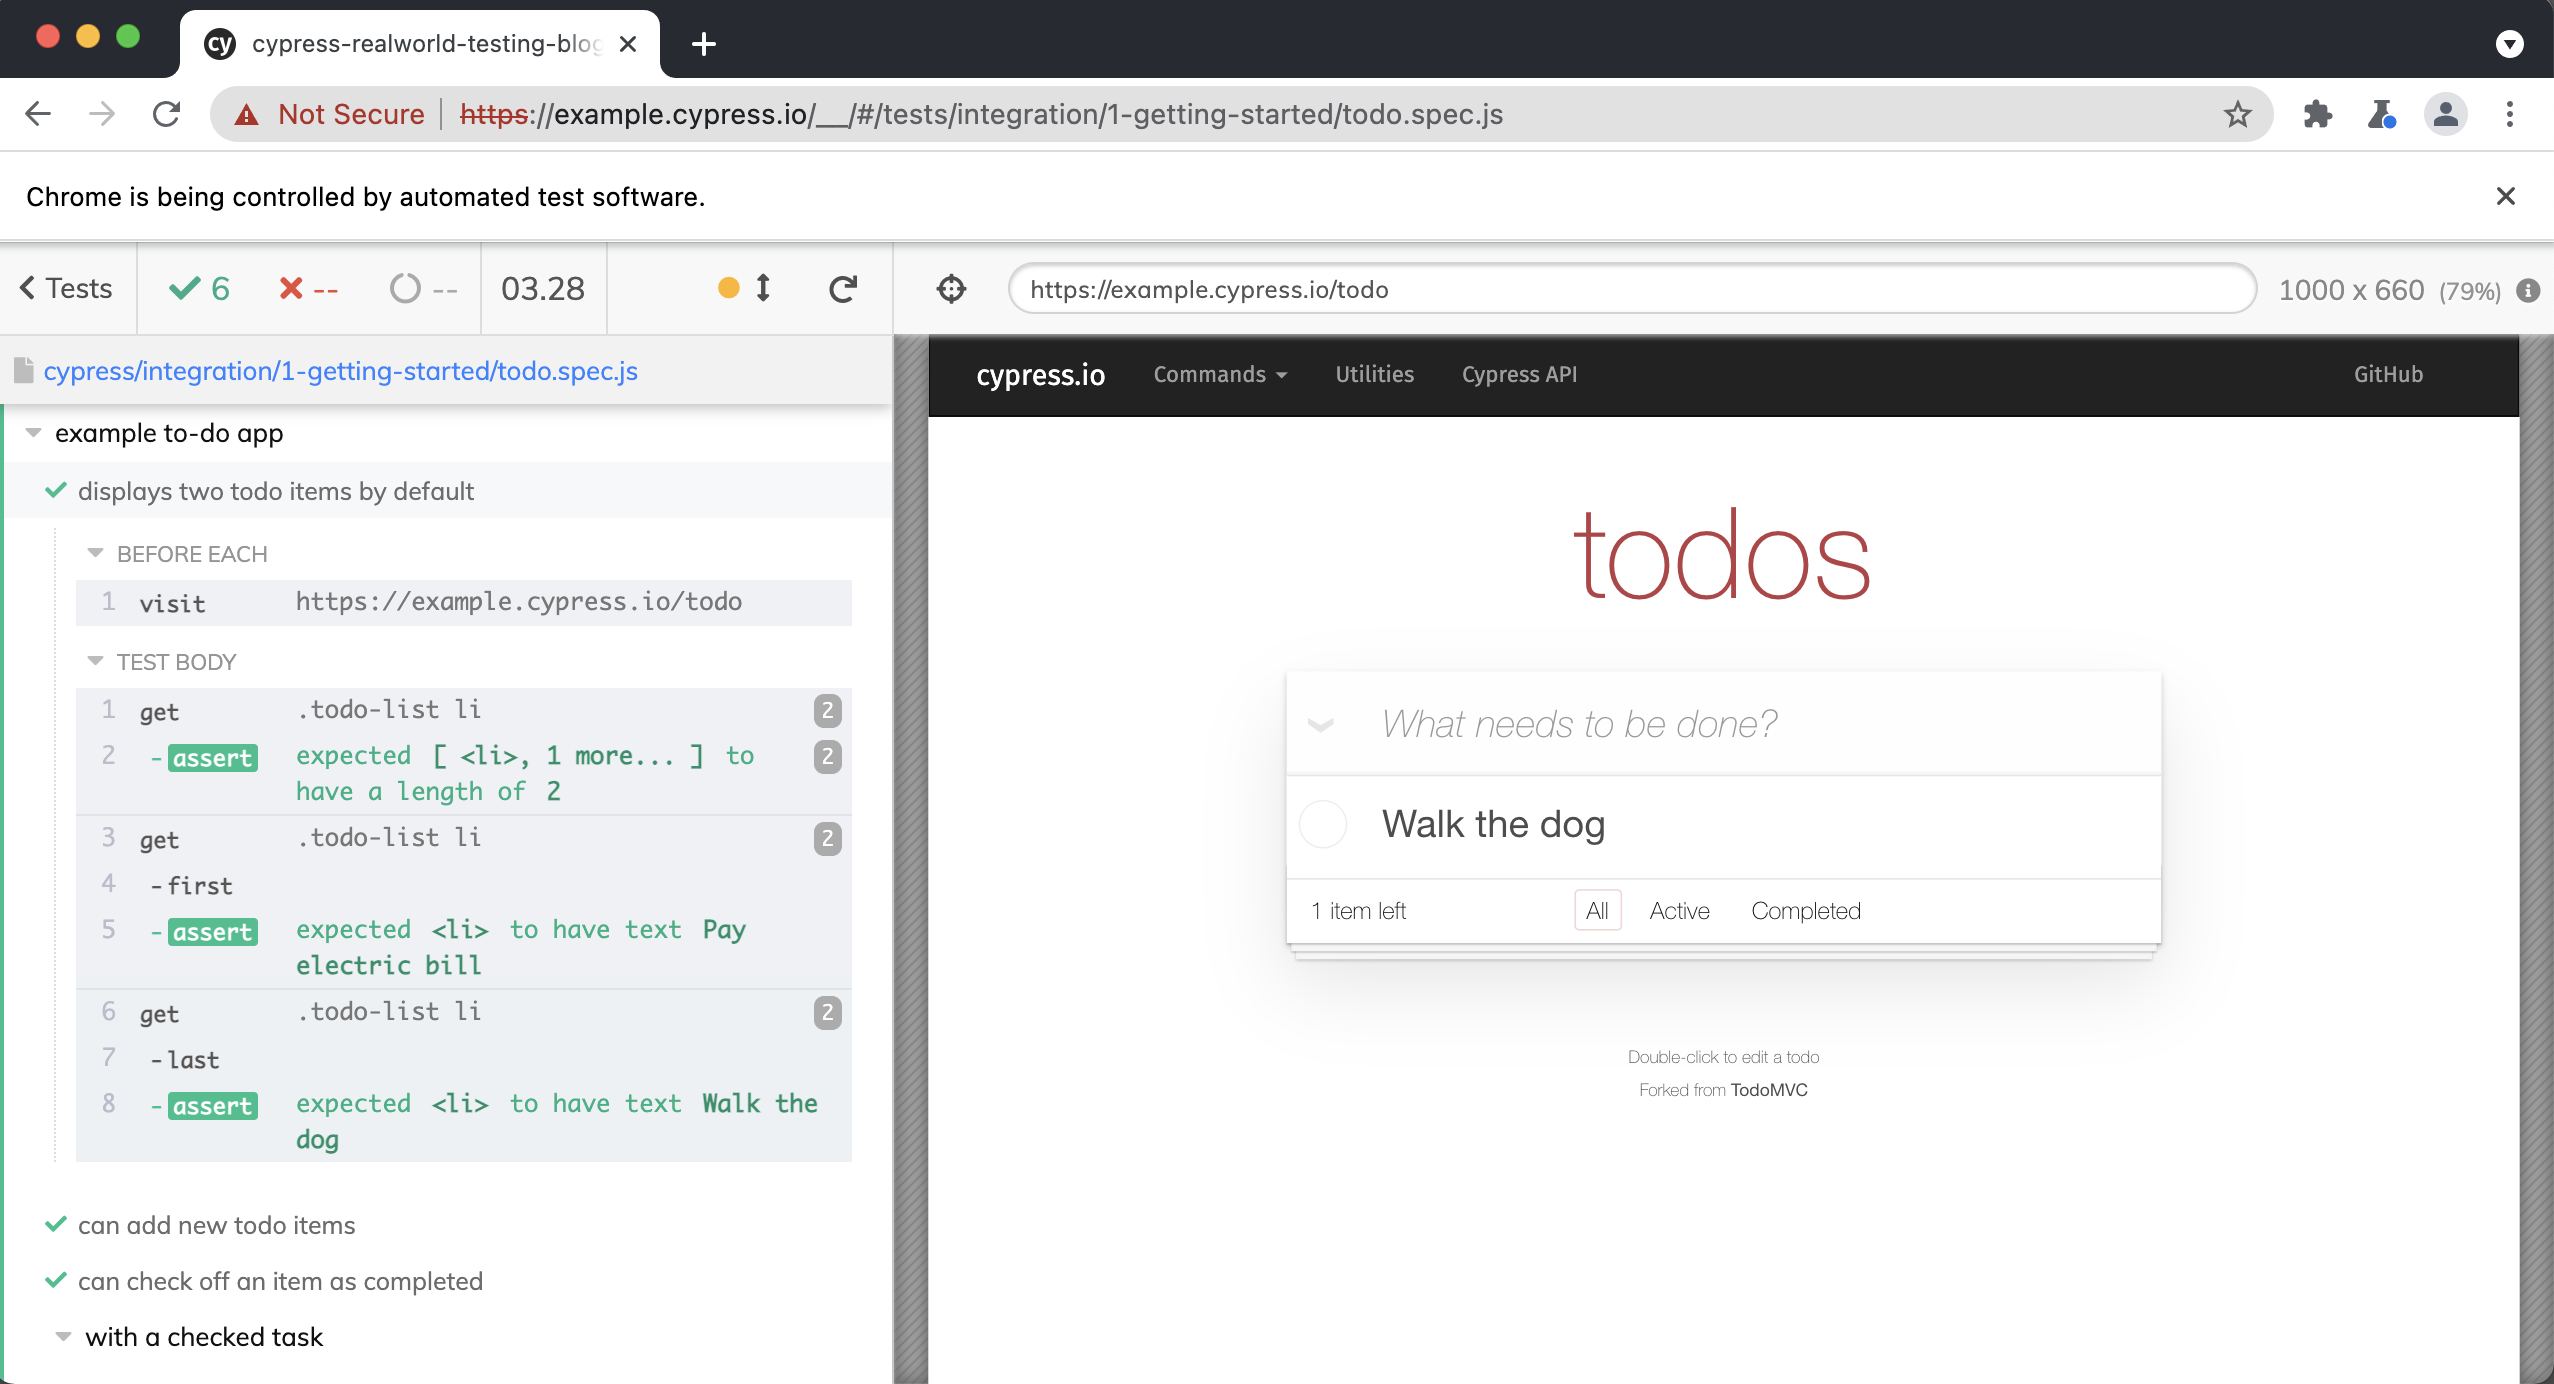 cy cypress-realworld-testing-blog
Not Secure https://example.cypress.io/__/#/tests/integration/1-getting-started/todo.spec.js
Chrome is being controlled by automated test software.
Tests 6 -- -- 03.28
https://example.cypress.io/todo 1000 x 660 (79%)
cypress/integration/1-getting-started/todo.spec.js
example to-do app
displays two todo items by default
BEFORE EACH
1 visit https://example.cypress.io/todo
TEST BODY
1 get .todo-list li 2
2 -assert expected [ <li>, 1 more... ] to 2
have a length of 2
3 get .todo-list li 2
4 -first
5 -assert expected <li> to have text Pay
electric bill
6 get .todo-list li 2
7 -last
8 -assert expected <li> to have text Walk the
dog
can add new todo items
can check off an item as completed
with a checked task
cypress.io Commands Utilities Cypress API GitHub
todos
What needs to be done?
Walk the dog
1 item left All Active Completed
Double-click to edit a todo
Forked from TodoMVC